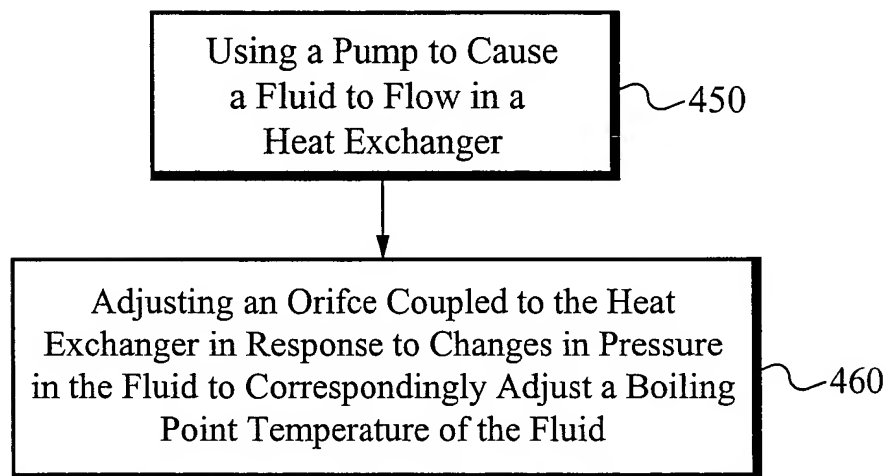 Using a Pump to Cause
a Fluid to Flow in a
Heat Exchanger
450
Adjusting an Orifce Coupled to the Heat
Exchanger in Response to Changes in Pressure
in the Fluid to Correspondingly Adjust a Boiling
Point Temperature of the Fluid
460